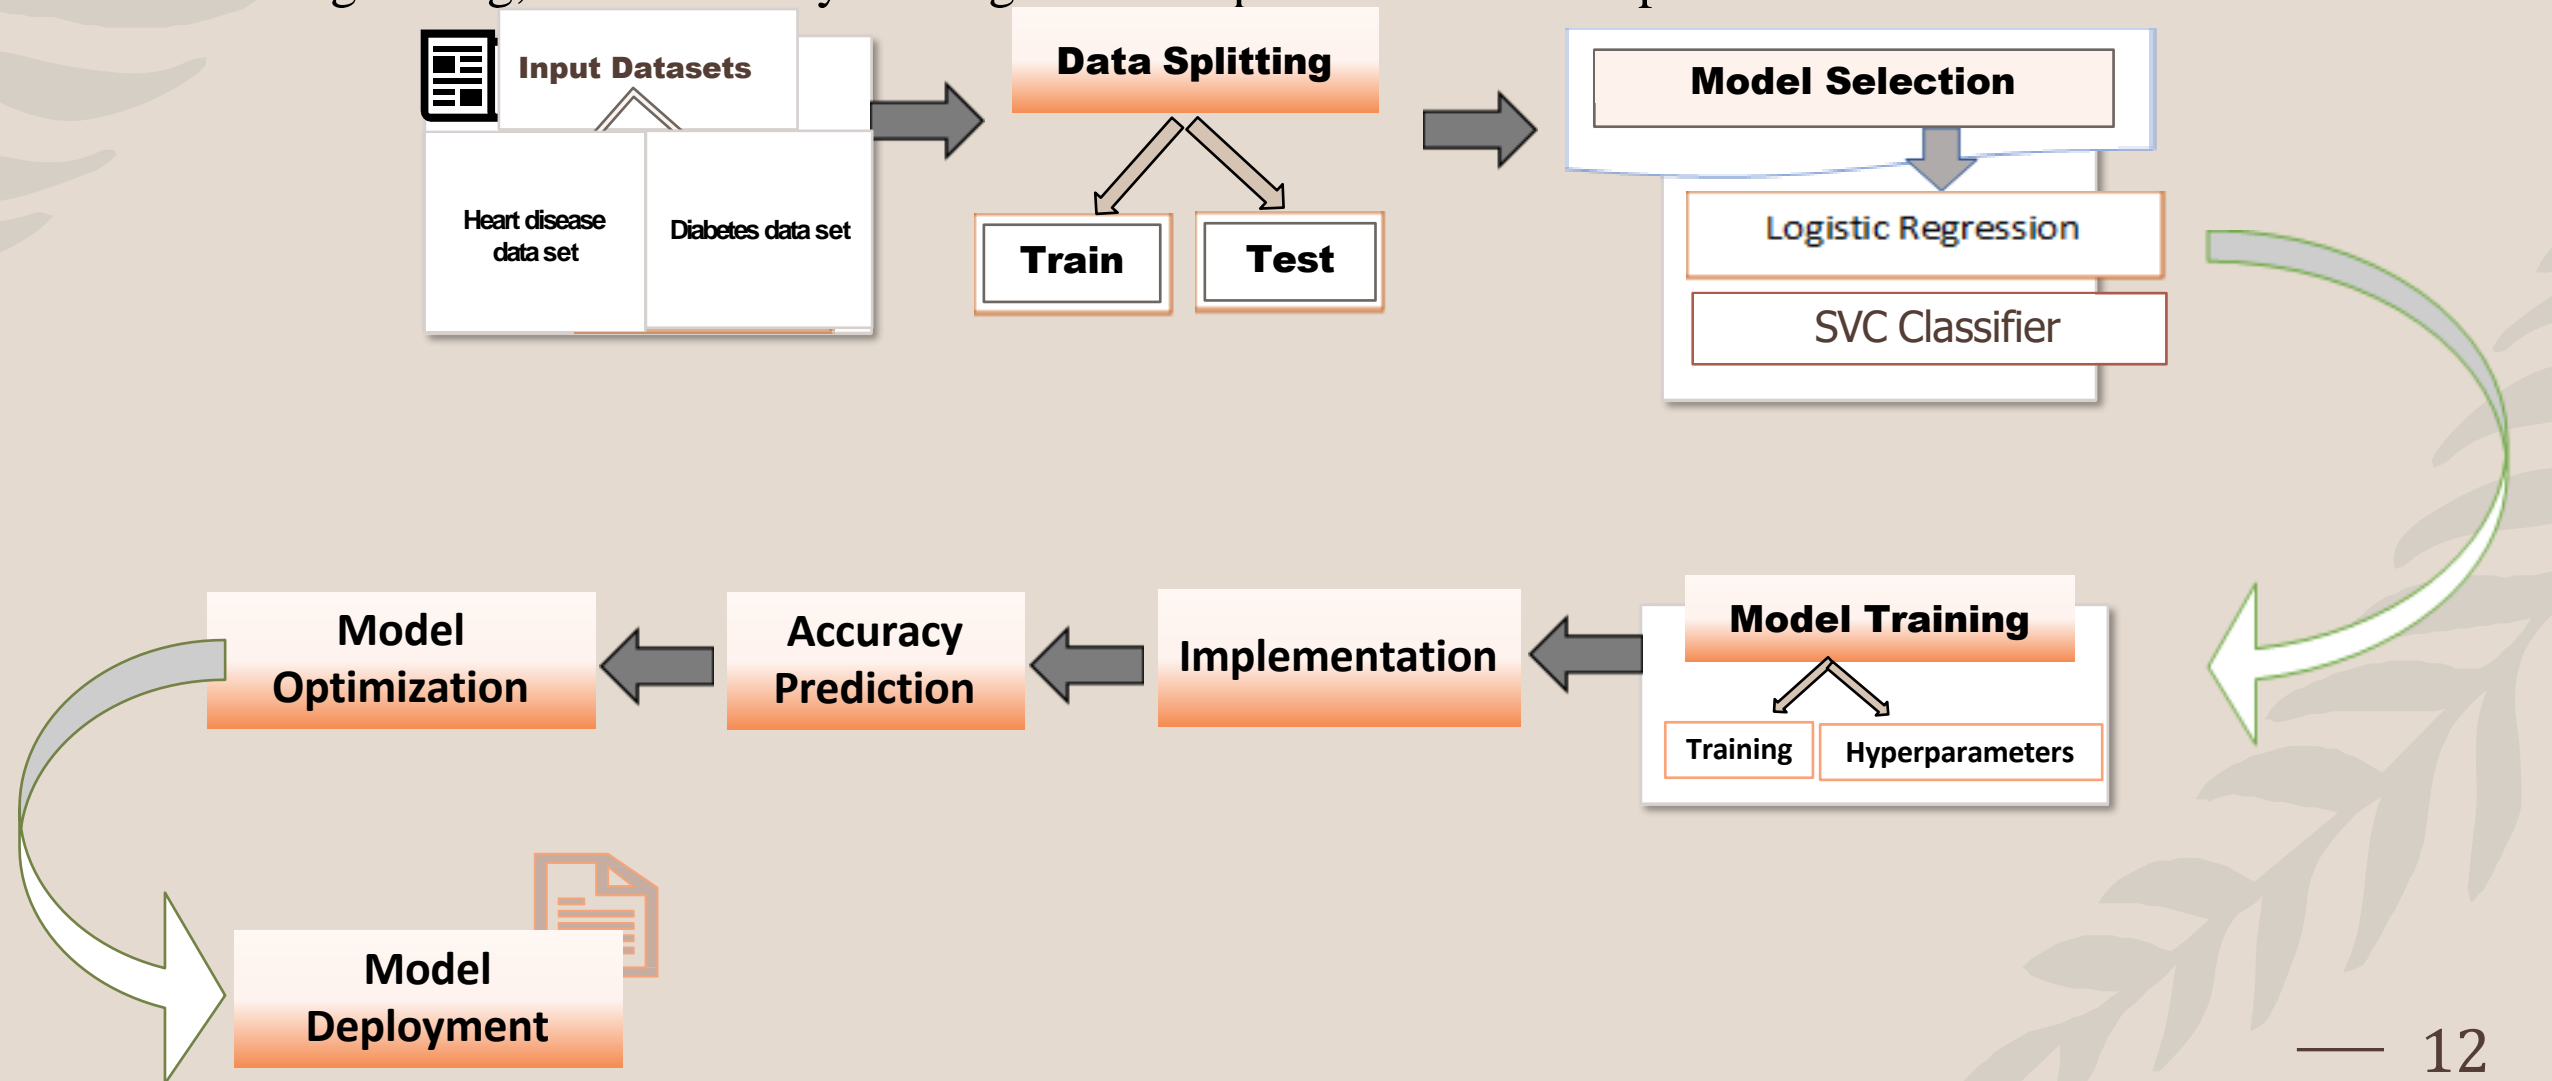 Input Datasets
Heart disease
data set
Diabetes data set
Data Splitting
Train
Test
Model Selection
Logistic Regression
SVC Classifier
Model Training
Training
Hyperparameters
Implementation
Accuracy
Prediction
Model
Optimization
Model
Deployment
12